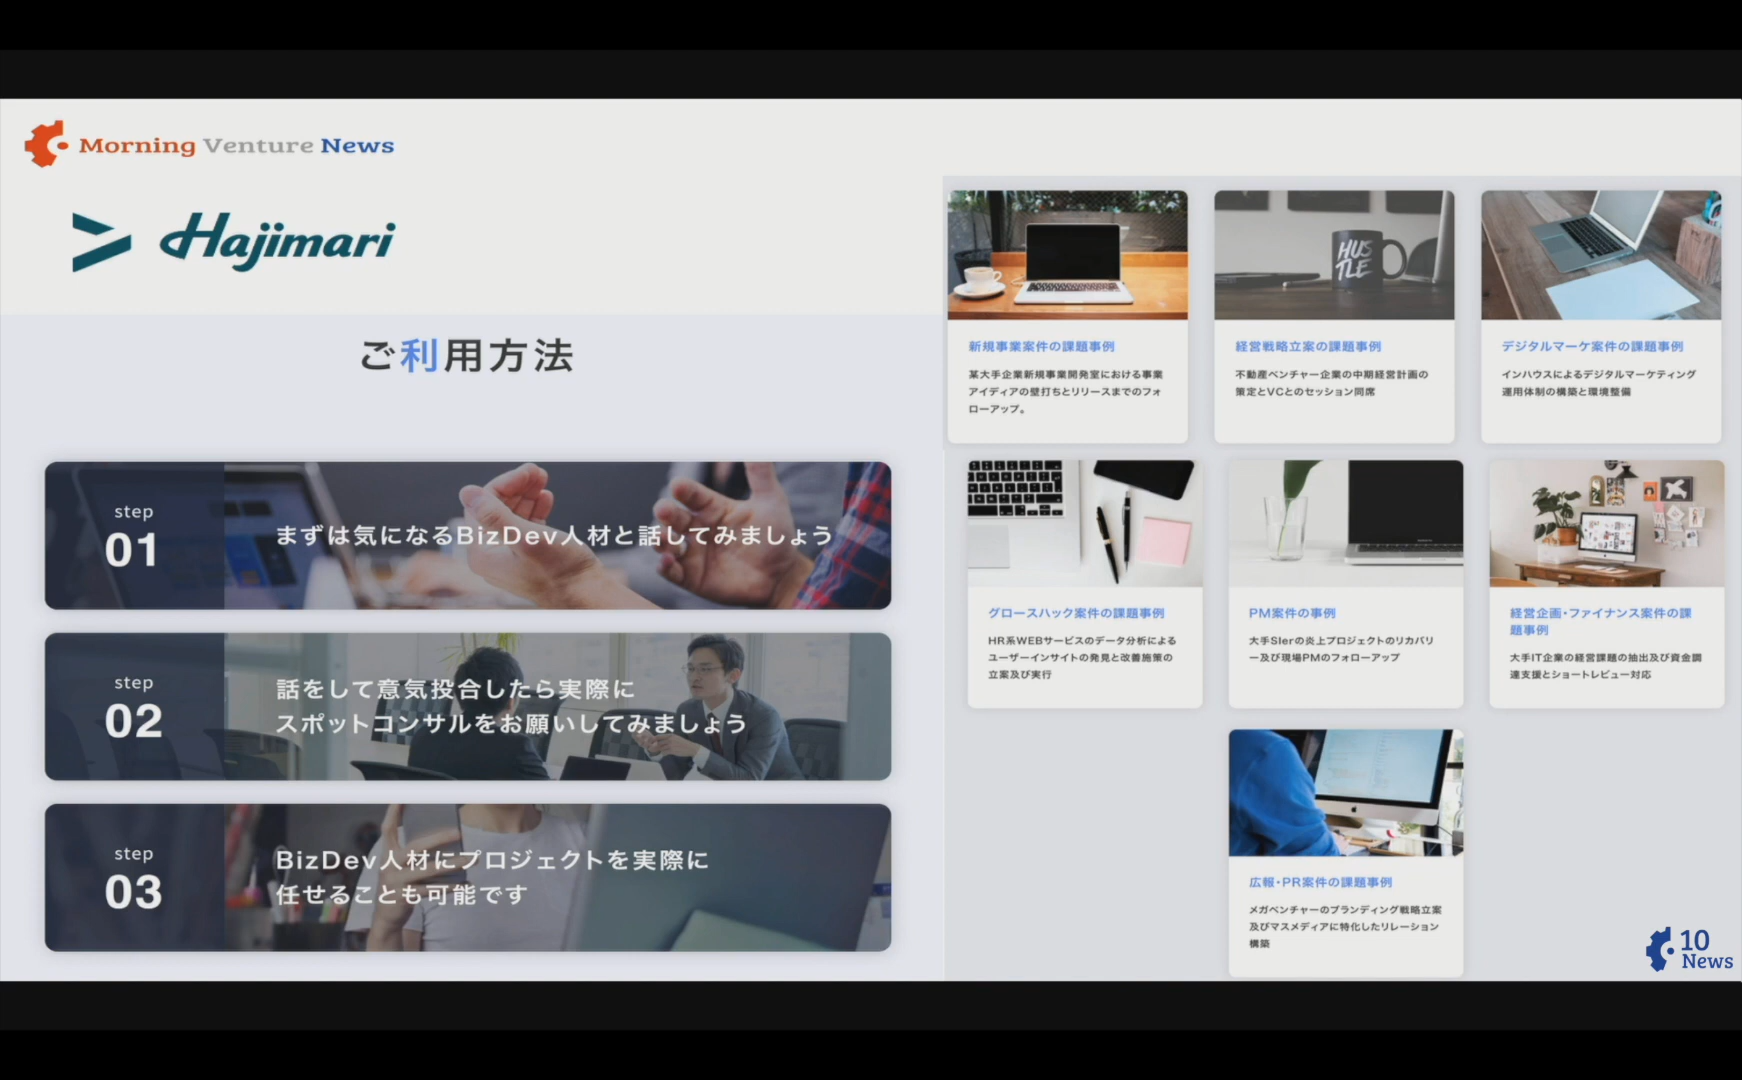 Morning Venture News
Hajimari
ご利用方法
step
01
まずは気になるBizDev人材と話してみましょう
step
02
話をして意気投合したら実際に
スポットコンサルをお願いしてみましょう
step
03
BizDev人材にプロジェクトを実際に
任せることも可能です
新規事業案件の課題事例
某大手企業新規事業開発室における事業
アイディアの壁打ちとリリースまでのフォ
ローアップ。
HUS
TLE
経営戦略立案の課題事例
不動産ベンチャー企業の中期経営計画の
策定とVCとのセッション同席
デジタルマーケ案件の課題事例
インハウスによるデジタルマーケティング
運用体制の構築と環境整備
グロースハック案件の課題事例
HR系WEBサービスのデータ分析による
ユーザーインサイトの発見と改善施策の
立案及び実行
PM案件の事例
大手SIerの炎上プロジェクトのリカバリ
ー及び現場PMのフォローアップ
経営企画・ファイナンス案件の課
題事例
大手IT企業の経営課題の抽出及び資金調
達支援とショートレビュー対応
広報・PR案件の課題事例
メガベンチャーのブランディング戦略立案
及びマスメディアに特化したリレーション
構築
10
News